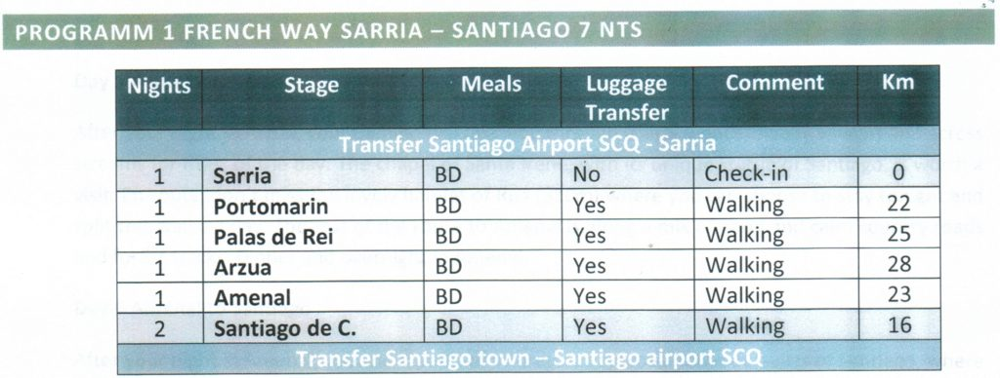 PROGRAMM 1 FRENCH WAY SARRIA – SANTIAGO 7 NTS
Nights Stage Meals Luggage Transfer Comment Km
Transfer Santiago Airport SCQ - Sarria
1 Sarria BD No Check-in 0
1 Portomarin BD Yes Walking 22
1 Palas de Rei BD Yes Walking 25
1 Arzua BD Yes Walking 28
1 Amenal BD Yes Walking 23
2 Santiago de C. BD Yes Walking 16
Transfer Santiago town – Santiago airport SCQ